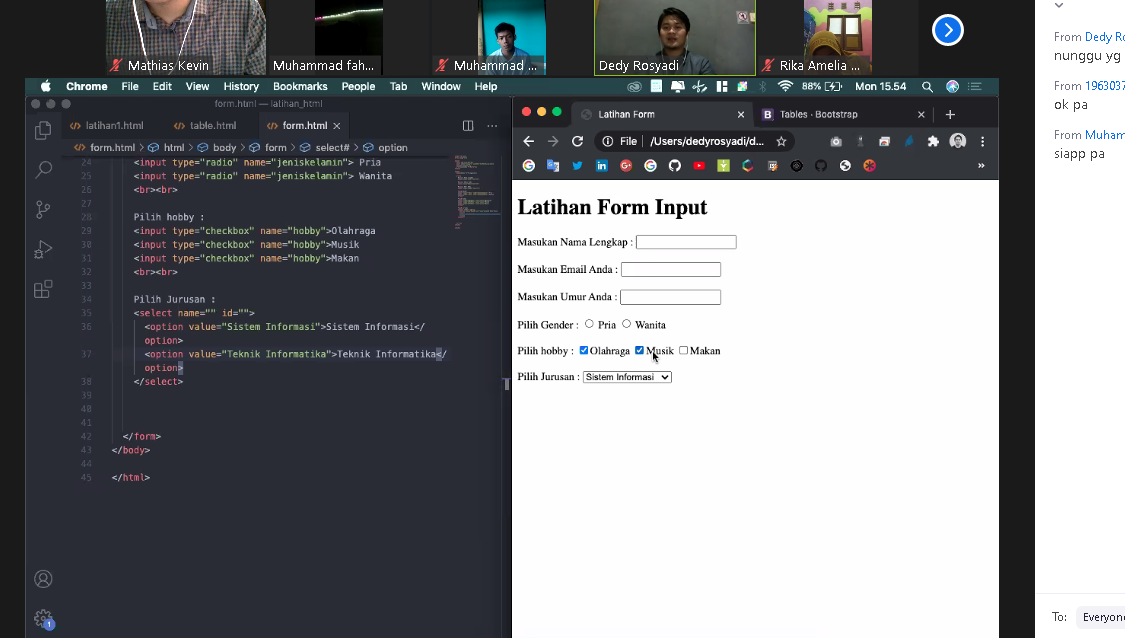 Mathias Kevin
Muhammad fah...
Muhammad ...
Dedy Rosyadi
Rika Amelia ...
From Dedy Ro
nunggu yg
From 1963037
ok pa
From Muham
siapp pa
To: Everyone
Chrome File Edit View History Bookmarks People Tab Window Help
88% Mon 15.54
form.html — latihan_html
latihan1.html table.html form.html
form.html > html > body > form > select# > option
24 <input type="radio" name="jeniskelamin"> Pria
25 <input type="radio" name="jeniskelamin"> Wanita
26 <br><br>
27
28 Pilih hobby :
29 <input type="checkbox" name="hobby">Olahraga
30 <input type="checkbox" name="hobby">Musik
31 <input type="checkbox" name="hobby">Makan
32 <br><br>
33
34 Pilih Jurusan :
35 <select name="" id="">
36 <option value="Sistem Informasi">Sistem Informasi</
option>
37 <option value="Teknik Informatika">Teknik Informatika</
option>
38 </select>
39
40
41
42 </form>
43 </body>
44
45 </html>
1
Latihan Form
Tables · Bootstrap
File /Users/dedyrosyadi/d...
Latihan Form Input
Masukan Nama Lengkap :
Masukan Email Anda :
Masukan Umur Anda :
Pilih Gender : Pria Wanita
Pilih hobby : Olahraga Musik Makan
Pilih Jurusan : Sistem Informasi